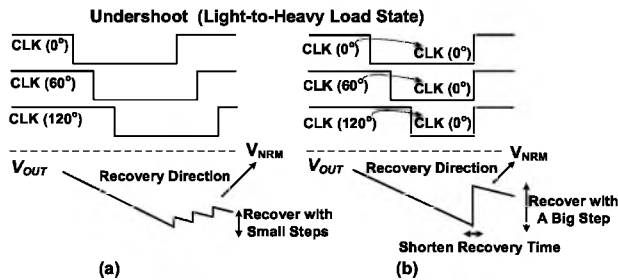 Undershoot (Light-to-Heavy Load State)
CLK (0°)
CLK (60°)
CLK (120°)
V_NRM
V_OUT
Recovery Direction
Recover with
Small Steps
(a)
CLK (0°) CLK (0°)
CLK (60°) CLK (0°)
CLK (120°) CLK (0°)
V_NRM
V_OUT
Recovery Direction
Recover with
A Big Step
Shorten Recovery Time
(b)